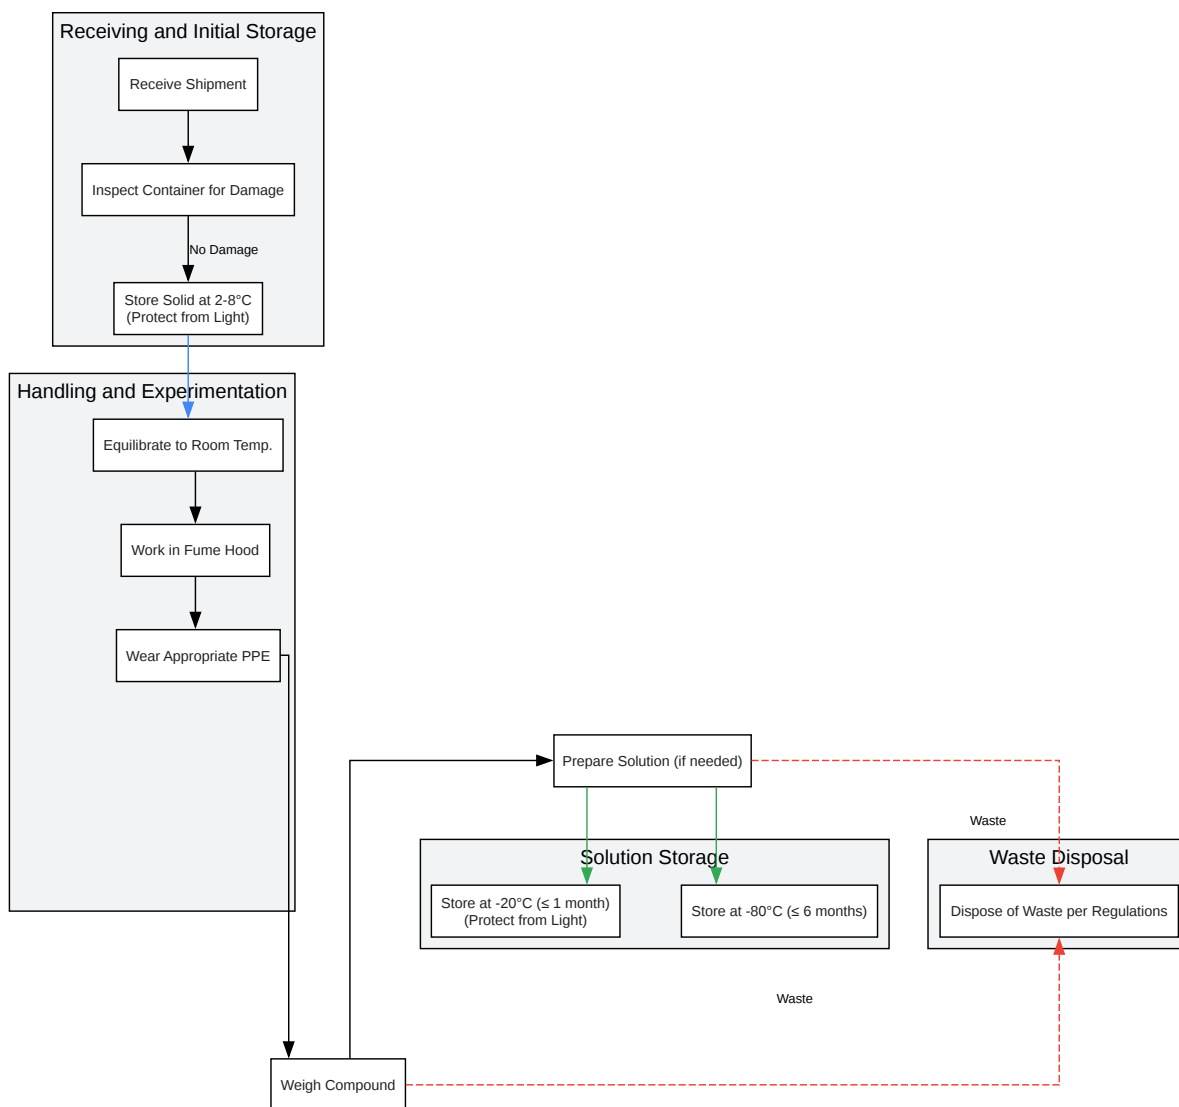 Receiving and Initial Storage
Receive Shipment
Inspect Container for Damage
No Damage
Store Solid at 2-8°C
(Protect from Light)
Handling and Experimentation
Equilibrate to Room Temp.
Work in Fume Hood
Wear Appropriate PPE
Prepare Solution (if needed)
Waste
Solution Storage
Store at -20°C (≤ 1 month)
(Protect from Light)
Store at -80°C (≤ 6 months)
Waste Disposal
Dispose of Waste per Regulations
Waste
Weigh Compound